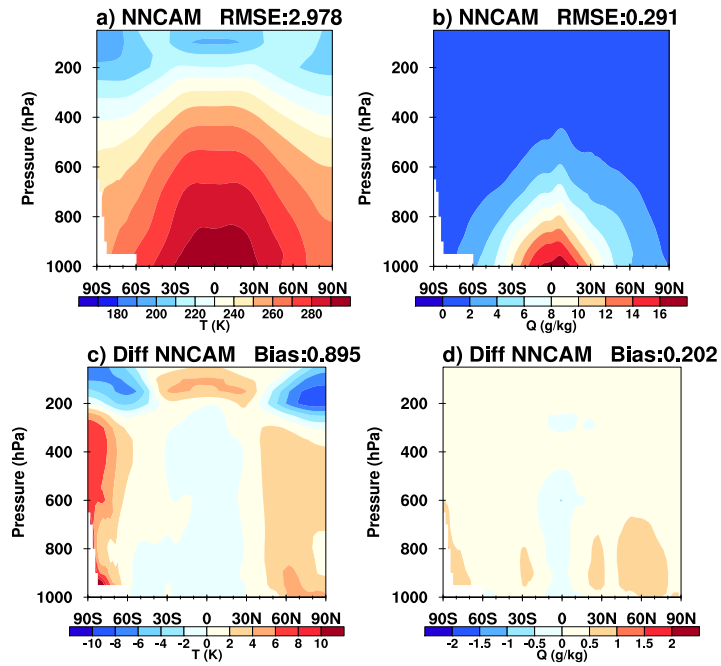 a) NNCAM RMSE:2.978
Pressure (hPa)
200
400
600
800
1000
90S 60S 30S 0 30N 60N 90N
180 200 220 240 260 280
T (K)
b) NNCAM RMSE:0.291
Pressure (hPa)
200
400
600
800
1000
90S 60S 30S 0 30N 60N 90N
0 2 4 6 8 10 12 14 16
Q (g/kg)
c) Diff NNCAM Bias:0.895
Pressure (hPa)
200
400
600
800
1000
90S 60S 30S 0 30N 60N 90N
-10 -8 -6 -4 -2 0 2 4 6 8 10
T (K)
d) Diff NNCAM Bias:0.202
Pressure (hPa)
200
400
600
800
1000
90S 60S 30S 0 30N 60N 90N
-2 -1.5 -1 -0.5 0 0.5 1 1.5 2
Q (g/kg)